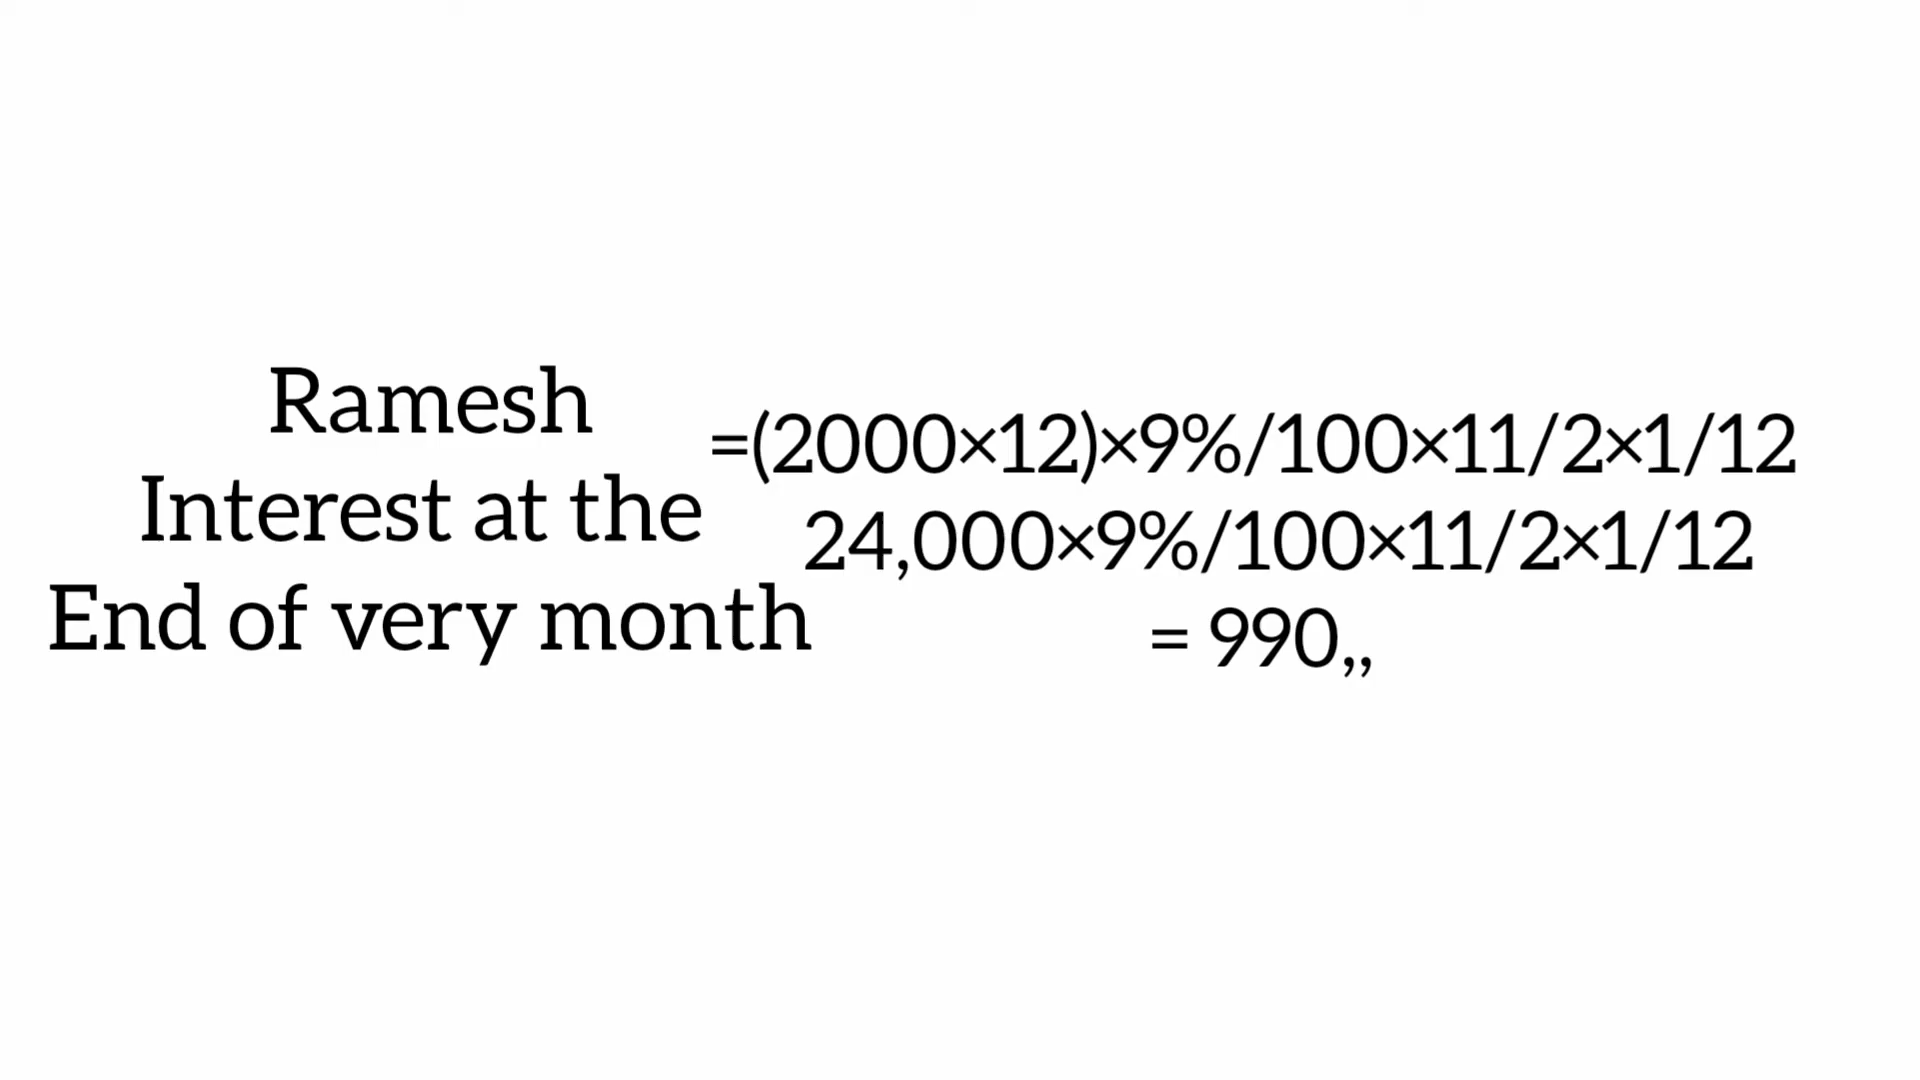 Ramesh
Interest at the
End of very month
=(2000×12)×9%/100×11/2×1/12
24,000×9%/100×11/2×1/12
= 990,,